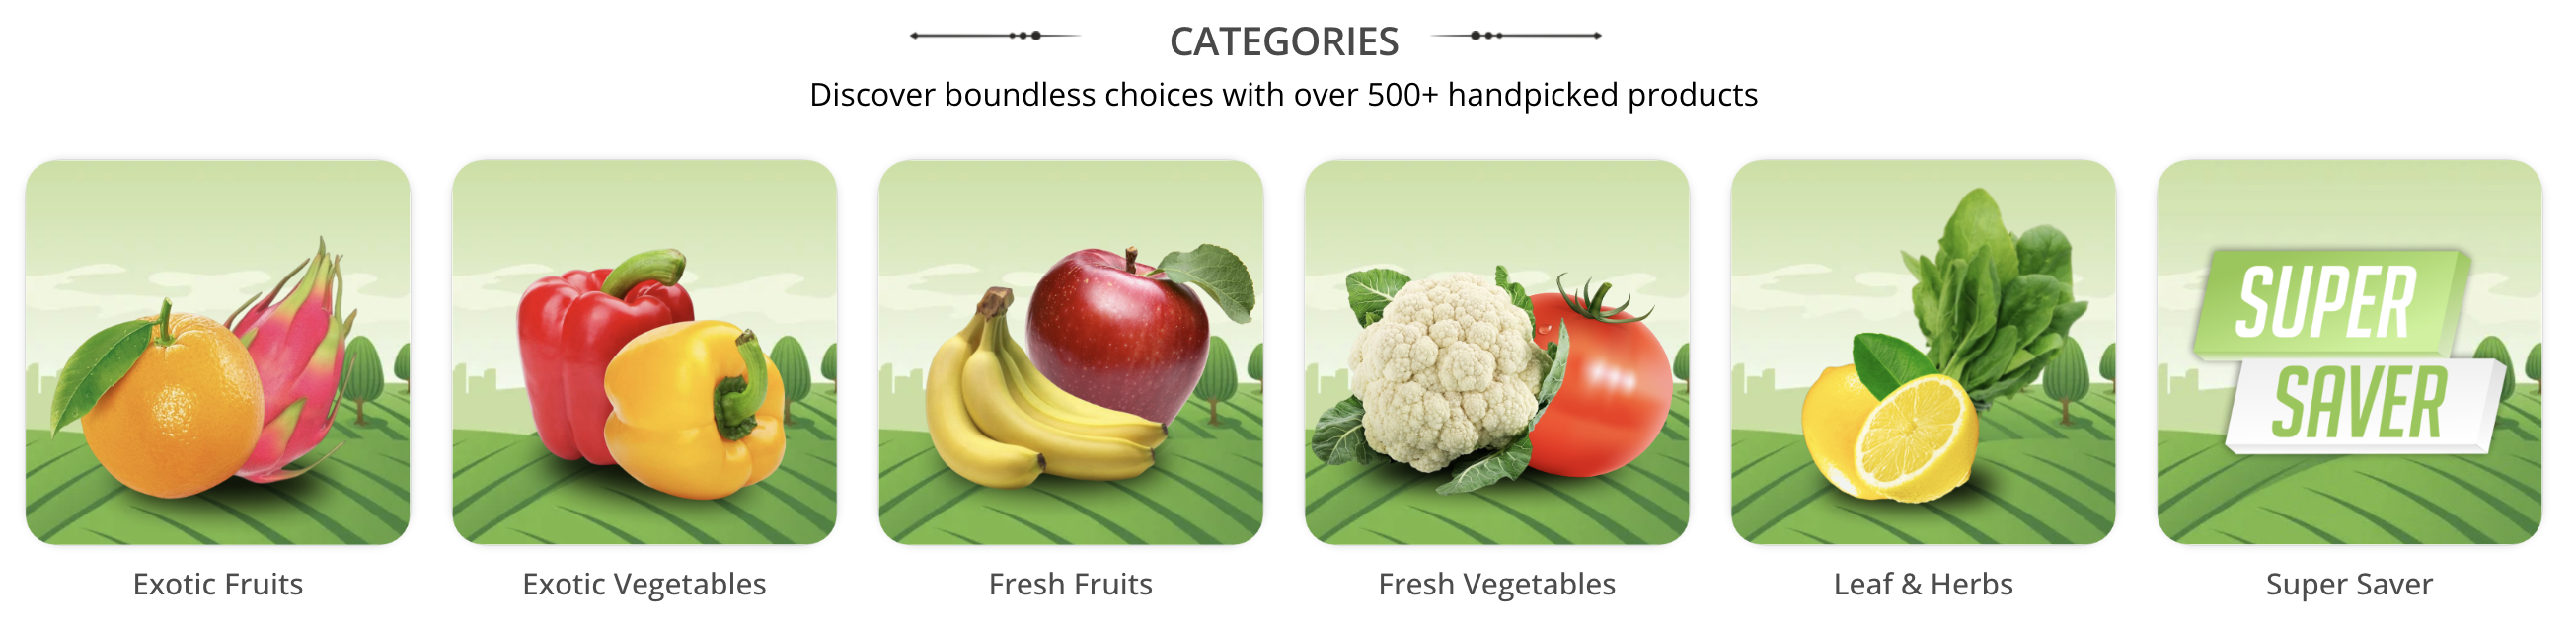 CATEGORIES
Discover boundless choices with over 500+ handpicked products
SUPER
SAVER
Exotic Fruits
Exotic Vegetables
Fresh Fruits
Fresh Vegetables
Leaf & Herbs
Super Saver